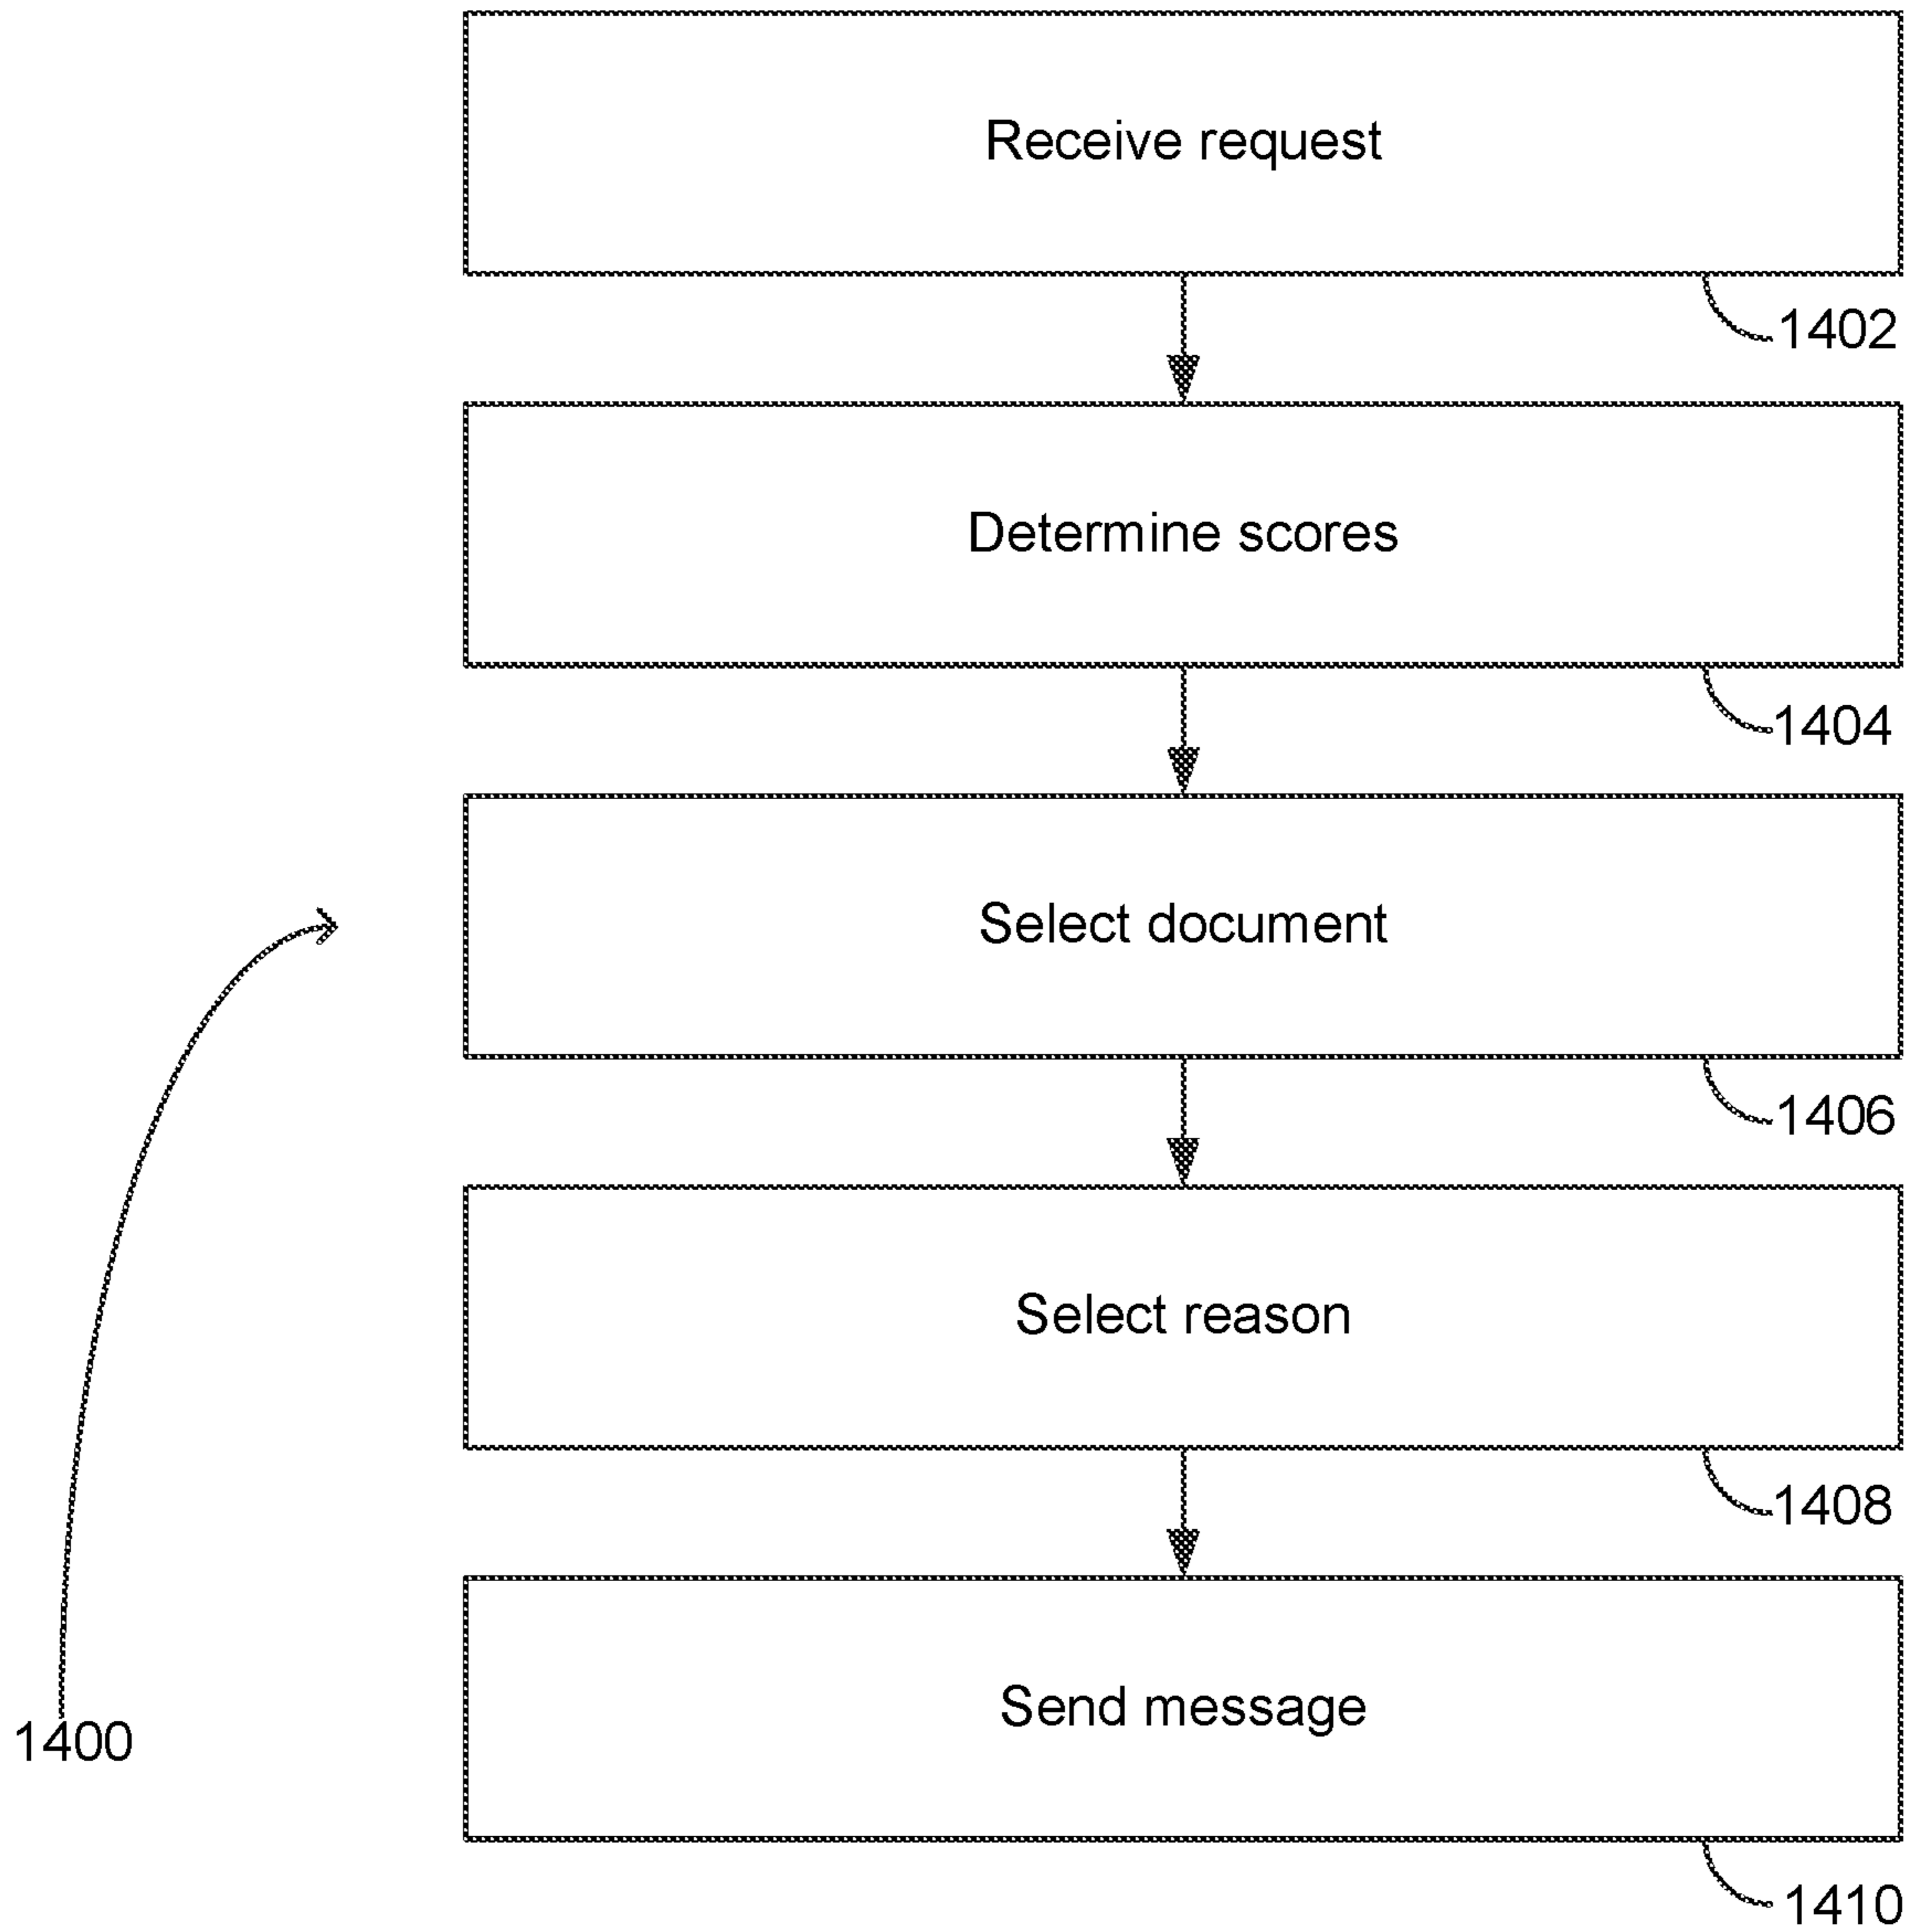 Receive request
1402
Determine scores
1404
Select document
1406
Select reason
1408
Send message
1400
1410